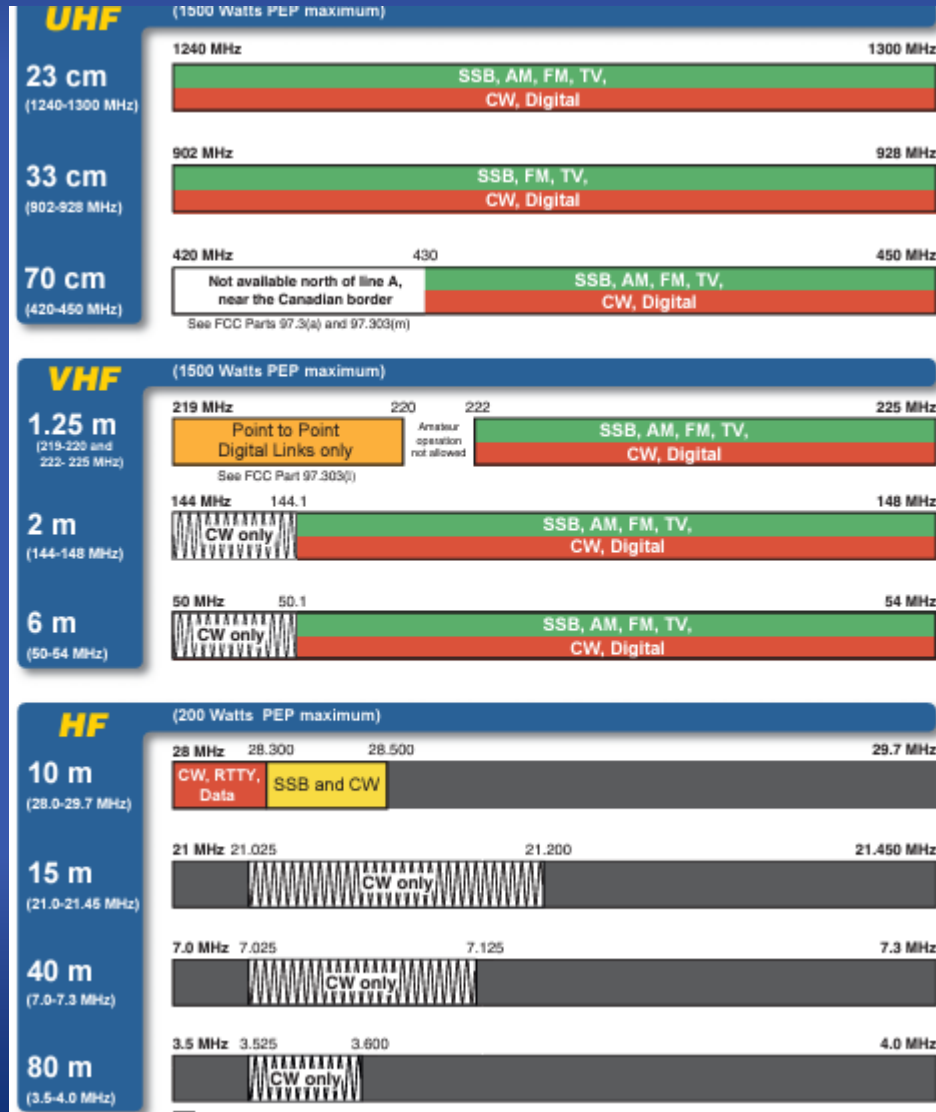 UHF
(1500 Watts PEP maximum)
1240 MHz 1300 MHz
23 cm
(1240-1300 MHz)
SSB, AM, FM, TV,
CW, Digital
902 MHz 928 MHz
33 cm
(902-928 MHz)
SSB, FM, TV,
CW, Digital
420 MHz 430 450 MHz
70 cm
(420-450 MHz)
Not available north of line A,
near the Canadian border
SSB, AM, FM, TV,
CW, Digital
See FCC Parts 97.3(a) and 97.303(m)
VHF
(1500 Watts PEP maximum)
219 MHz 220 222 225 MHz
1.25 m
(219-220 and
222- 225 MHz)
Point to Point
Digital Links only
Amateur
operation
not allowed
SSB, AM, FM, TV,
CW, Digital
See FCC Part 97.303(l)
144 MHz 144.1 148 MHz
2 m
(144-148 MHz)
CW only
SSB, AM, FM, TV,
CW, Digital
50 MHz 50.1 54 MHz
6 m
(50-54 MHz)
CW only
SSB, AM, FM, TV,
CW, Digital
HF
(200 Watts PEP maximum)
28 MHz 28.300 28.500 29.7 MHz
10 m
(28.0-29.7 MHz)
CW, RTTY,
Data
SSB and CW
21 MHz 21.025 21.200 21.450 MHz
15 m
(21.0-21.45 MHz)
CW only
7.0 MHz 7.025 7.125 7.3 MHz
40 m
(7.0-7.3 MHz)
CW only
3.5 MHz 3.525 3.600 4.0 MHz
80 m
(3.5-4.0 MHz)
CW only